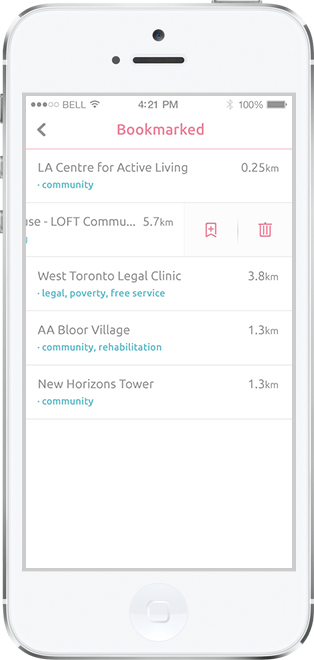 BELL 4:21 PM 100%
Bookmarked
LA Centre for Active Living 0.25km
· community
use - LOFT Commu... 5.7km
West Toronto Legal Clinic 3.8km
· legal, poverty, free service
AA Bloor Village 1.3km
· community, rehabilitation
New Horizons Tower 1.3km
· community